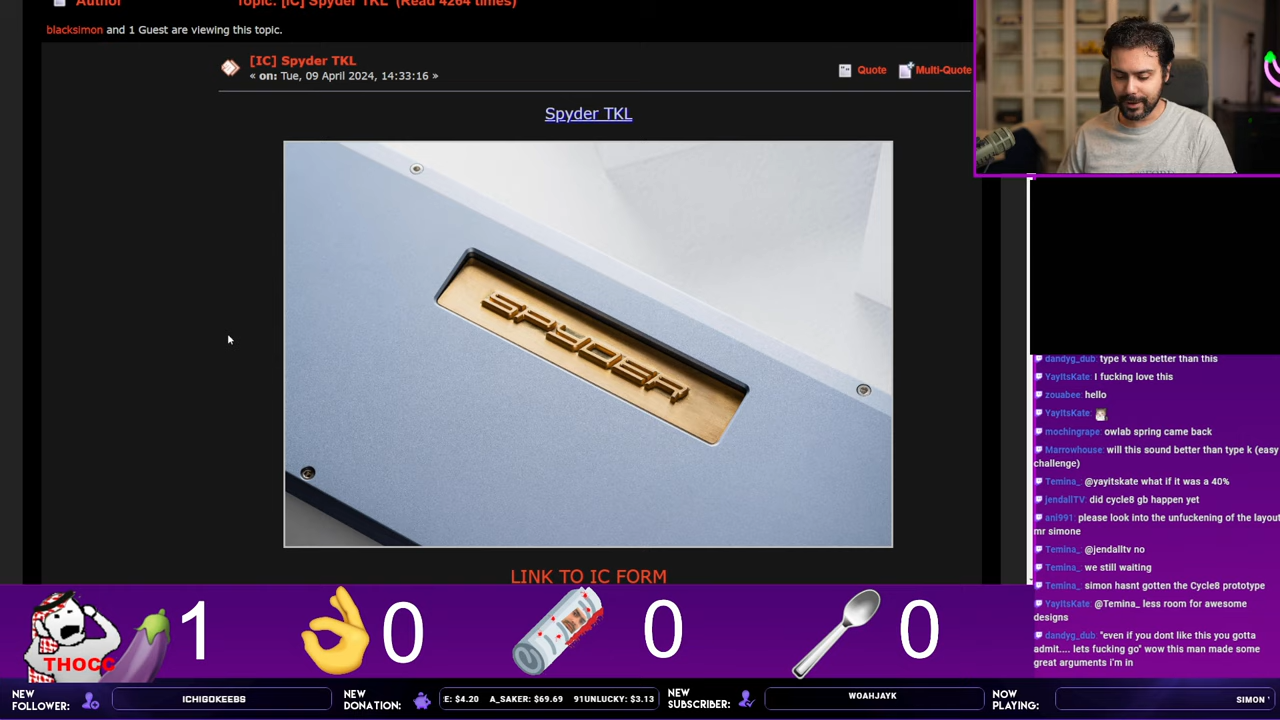 Author
Topic: [IC] Spyder TKL (Read 4264 times)
blacksimon and 1 Guest are viewing this topic.
[IC] Spyder TKL
« on: Tue, 09 April 2024, 14:33:16 »
Quote
Multi-Quote
Spyder TKL
SPYDER
LINK TO IC FORM
dandyg_dub: type k was better than this
YayItsKate: I fucking love this
zouabee: hello
YayItsKate:
mochingrape: owlab spring came back
Marrowhouse: will this sound better than type k (easy
challenge)
Temina_: @yayitskate what if it was a 40%
jendallTV: did cycle8 gb happen yet
ani991: please look into the unfuckening of the layout
mr simone
Temina_: @jendalltv no
Temina_: we still waiting
Temina_: simon hasnt gotten the Cycle8 prototype
YayItsKate: @Temina_ less room for awesome
designs
dandyg_dub: "even if you dont like this you gotta
admit.... lets fucking go" wow this man made some
great arguments i'm in
THOCC
1
0
0
0
NEW
FOLLOWER:
ICHIGOKEEBS
NEW
DONATION:
E: $4.20 A_SAKER: $69.69 91UNLUCKY: $3.13
NEW
SUBSCRIBER:
WOAHJAYK
NOW
PLAYING:
SIMON '